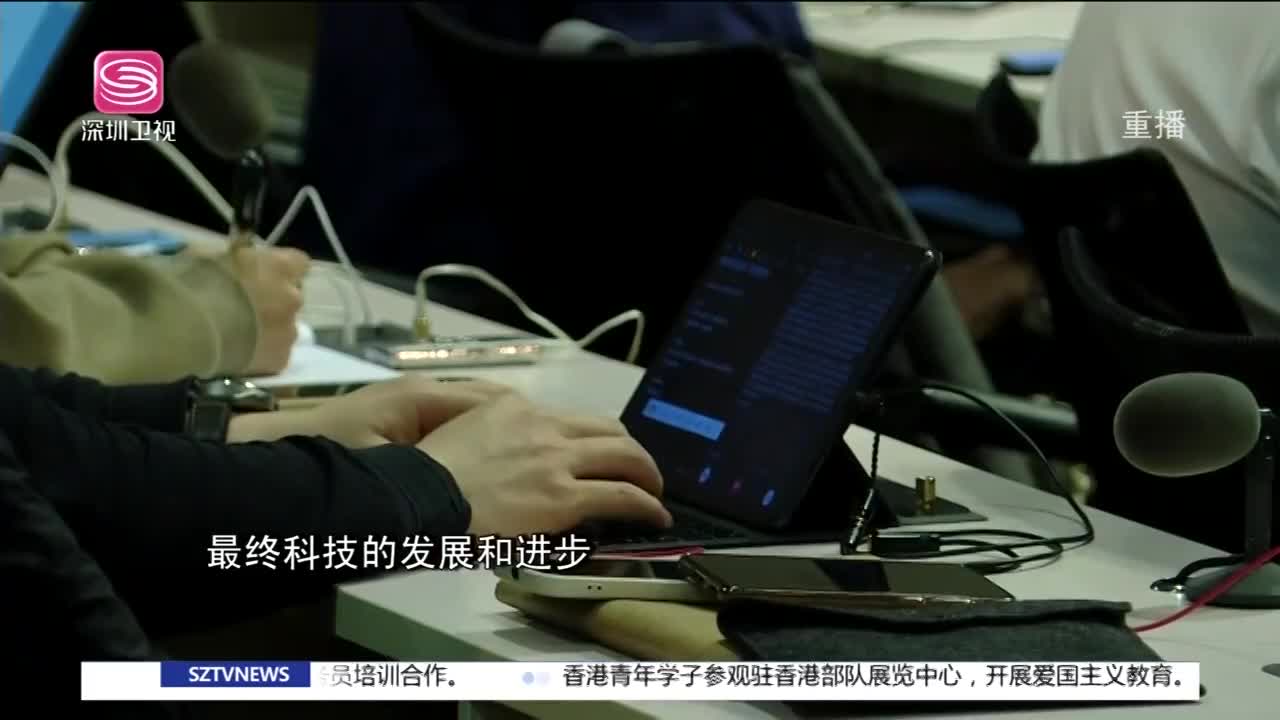 深圳卫视
重播
最终科技的发展和进步
SZTVNEWS
员培训合作。
香港青年学子参观驻香港部队展览中心，开展爱国主义教育。